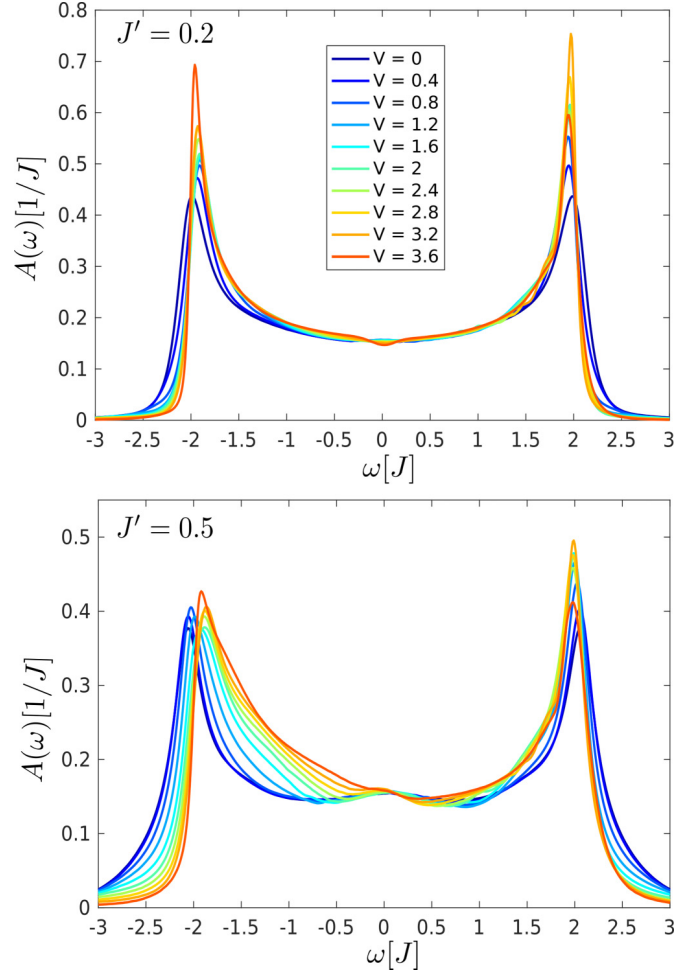 J′ = 0.2
A(ω)[1/J]
0.8
0.7
0.6
0.5
0.4
0.3
0.2
0.1
0
V = 0
V = 0.4
V = 0.8
V = 1.2
V = 1.6
V = 2
V = 2.4
V = 2.8
V = 3.2
V = 3.6
-3 -2.5 -2 -1.5 -1 -0.5 0 0.5 1 1.5 2 2.5 3
ω[J]
J′ = 0.5
A(ω)[1/J]
0.5
0.4
0.3
0.2
0.1
0
-3 -2.5 -2 -1.5 -1 -0.5 0 0.5 1 1.5 2 2.5 3
ω[J]